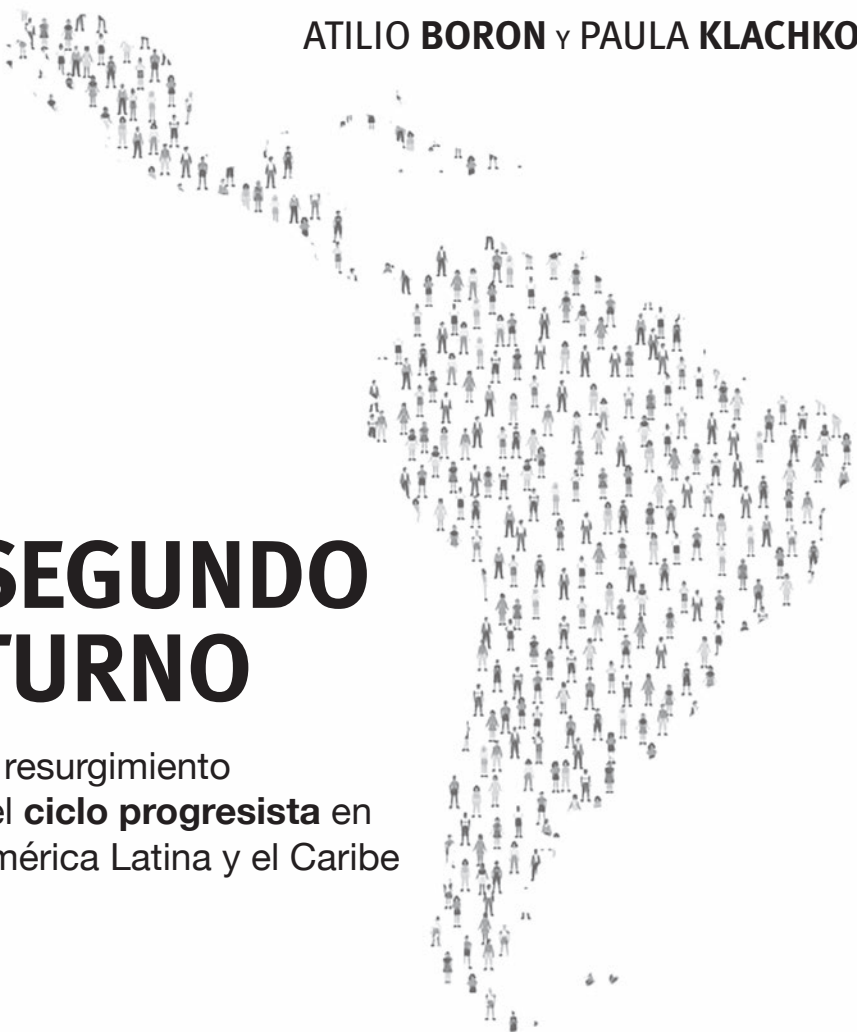 ATILIO BORON Y PAULA KLACHKO
SEGUNDO
TURNO
resurgimiento
el ciclo progresista en
mérica Latina y el Caribe